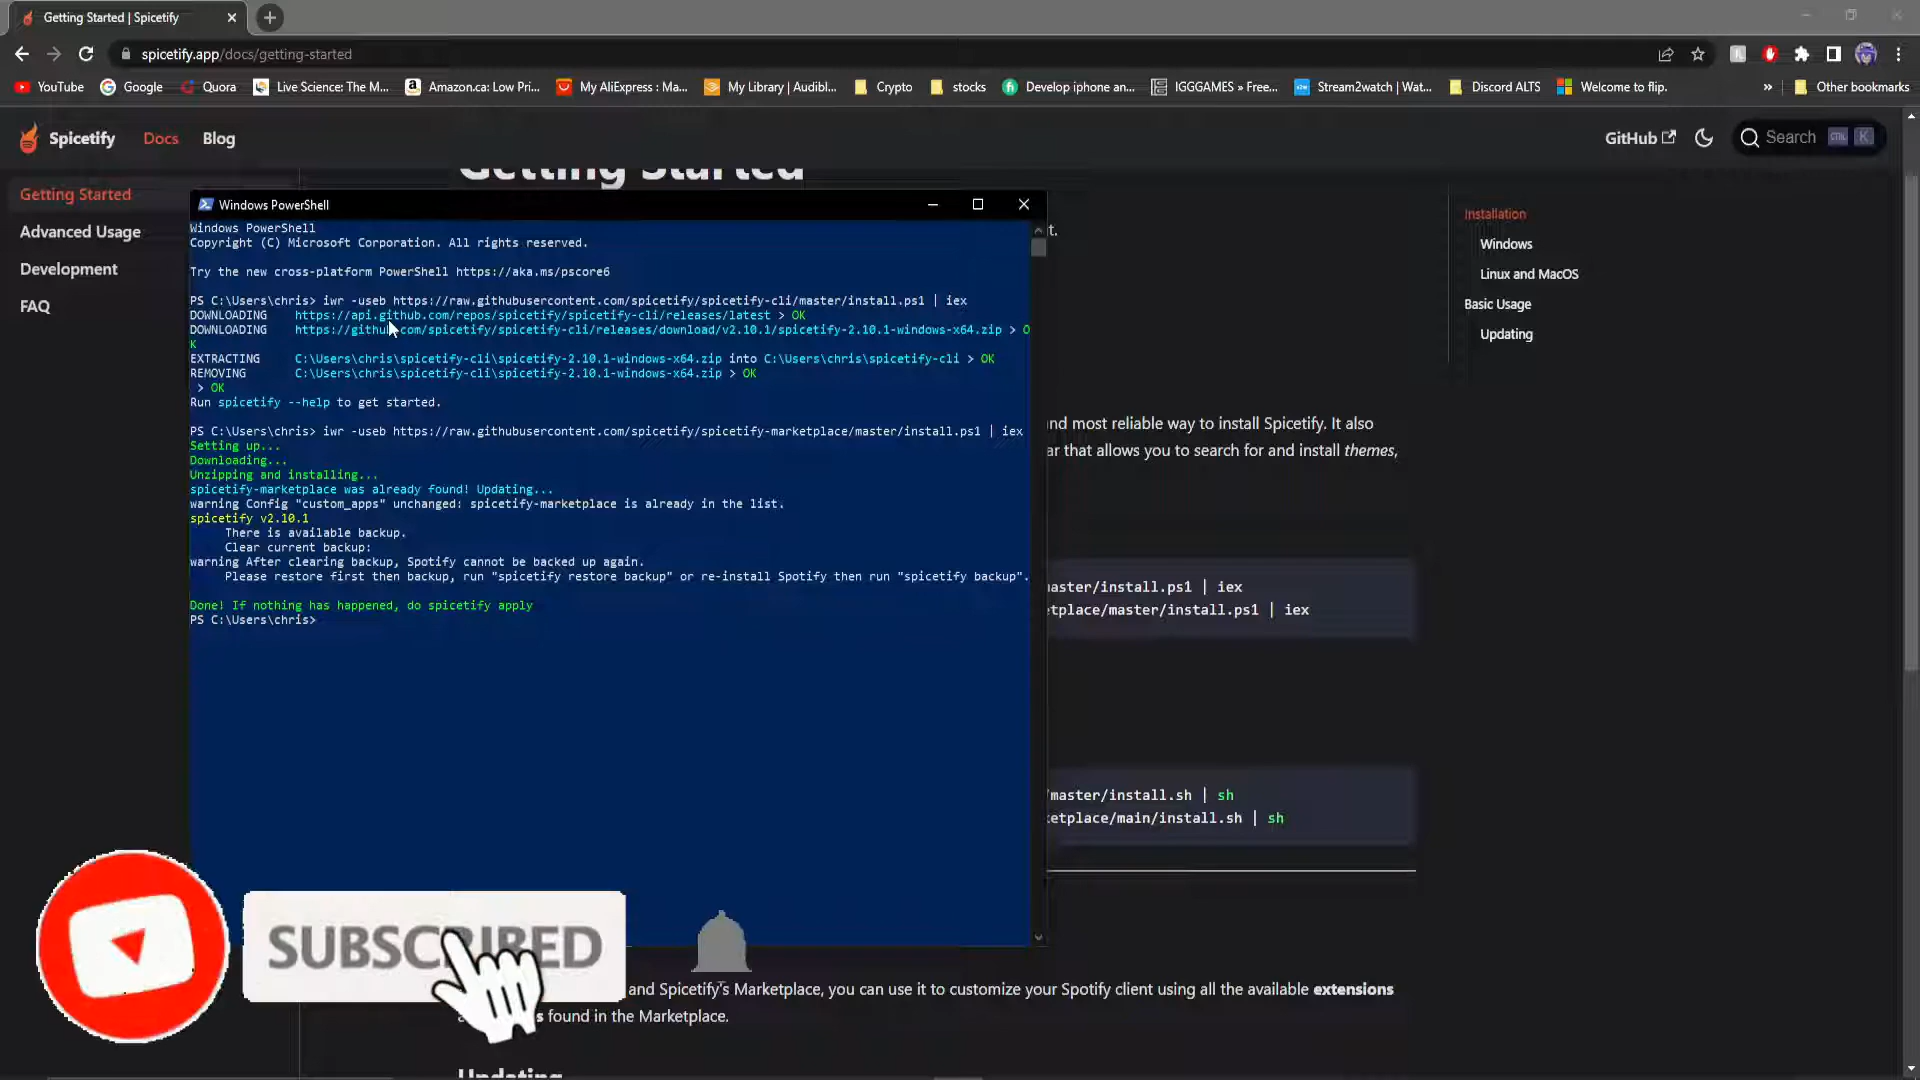 Getting Started | Spicetify
spicetify.app/docs/getting-started
YouTube
Google
Quora
Live Science: The M...
Amazon.ca: Low Pri...
My AliExpress : Ma...
My Library | Audibl...
Crypto
stocks
Develop iphone an...
IGGGAMES » Free...
Stream2watch | Wat...
Discord ALTS
Welcome to flip.
»
Other bookmarks
Spicetify
Docs
Blog
GitHub
Search
CTRL
K
Getting Started
Getting Started
Advanced Usage
Development
FAQ
Installation
Windows
Linux and MacOS
Basic Usage
Updating
Windows PowerShell
Windows PowerShell
Copyright (C) Microsoft Corporation. All rights reserved.
Try the new cross-platform PowerShell https://aka.ms/pscore6
PS C:\Users\chris> iwr -useb https://raw.githubusercontent.com/spicetify/spicetify-cli/master/install.ps1 | iex
DOWNLOADING https://api.github.com/repos/spicetify/spicetify-cli/releases/latest > OK
DOWNLOADING https://github.com/spicetify/spicetify-cli/releases/download/v2.10.1/spicetify-2.10.1-windows-x64.zip > O
K
EXTRACTING C:\Users\chris\spicetify-cli\spicetify-2.10.1-windows-x64.zip into C:\Users\chris\spicetify-cli > OK
REMOVING C:\Users\chris\spicetify-cli\spicetify-2.10.1-windows-x64.zip > OK
> OK
Run spicetify --help to get started.
PS C:\Users\chris> iwr -useb https://raw.githubusercontent.com/spicetify/spicetify-marketplace/master/install.ps1 | iex
Setting up...
Downloading...
Unzipping and installing...
spicetify-marketplace was already found! Updating...
warning Config "custom_apps" unchanged: spicetify-marketplace is already in the list.
spicetify v2.10.1
There is available backup.
Clear current backup:
warning After clearing backup, Spotify cannot be backed up again.
Please restore first then backup, run "spicetify restore backup" or re-install Spotify then run "spicetify backup".
Done! If nothing has happened, do spicetify apply
PS C:\Users\chris>
t.
nd most reliable way to install Spicetify. It also
ar that allows you to search for and install themes,
master/install.ps1 | iex
etplace/master/install.ps1 | iex
/master/install.sh | sh
etplace/main/install.sh | sh
SUBSCRIBED
and Spicetify's Marketplace, you can use it to customize your Spotify client using all the available extensions
found in the Marketplace.
Updating